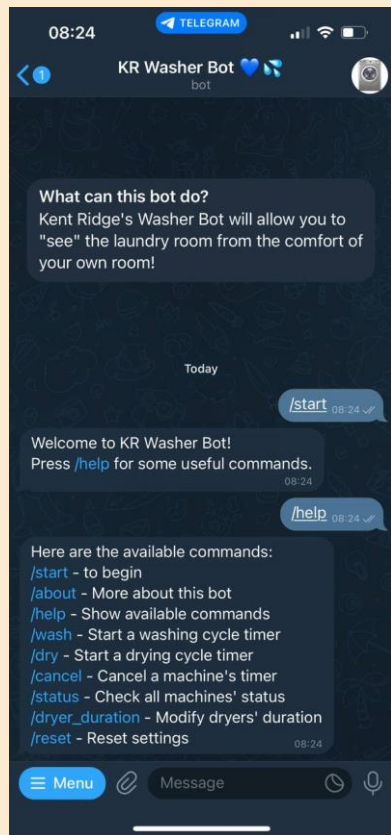 08:24
TELEGRAM
1
KR Washer Bot 💙💦
bot
What can this bot do?
Kent Ridge's Washer Bot will allow you to
"see" the laundry room from the comfort of
your own room!
Today
/start 08:24
Welcome to KR Washer Bot!
Press /help for some useful commands.
08:24
/help 08:24
Here are the available commands:
/start - to begin
/about - More about this bot
/help - Show available commands
/wash - Start a washing cycle timer
/dry - Start a drying cycle timer
/cancel - Cancel a machine's timer
/status - Check all machines' status
/dryer_duration - Modify dryers' duration
/reset - Reset settings
08:24
Menu
Message